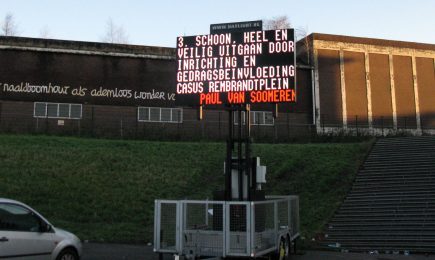 3. SCHOON, HEEL EN
VEILIG UITGAAN DOOR
INRICHTING EN
GEDRAGSBEINVLOEDING
CASUS REMBRANDTPLEIN
PAUL VAN SOOMEREN
naaldboomhout als ademloos wonder